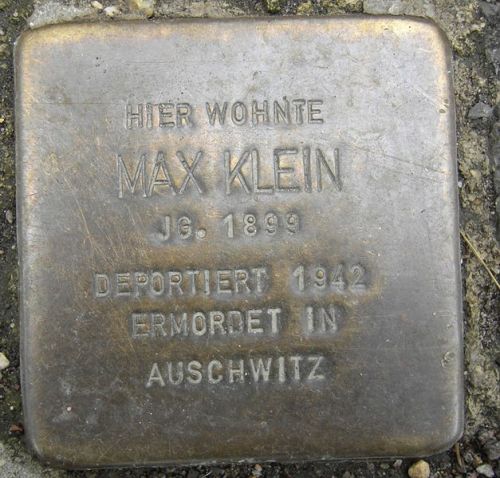 HIER WOHNTE
MAX KLEIN
JG. 1899
DEPORTIERT 1942
ERMORDET IN
AUSCHWITZ